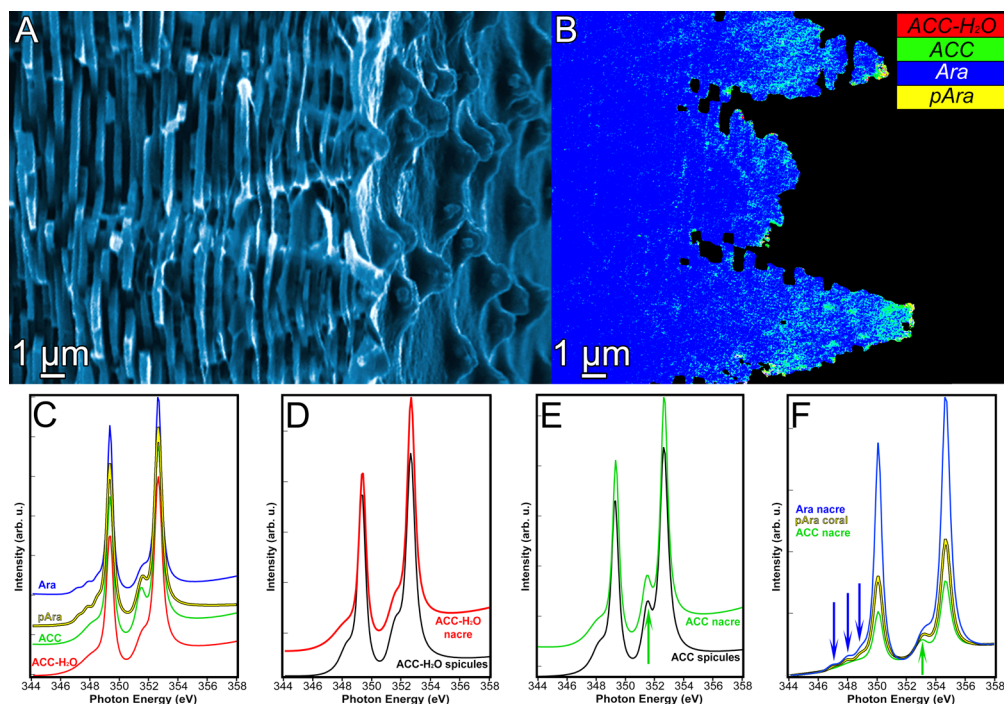 A
1 µm
B
ACC-H₂O
ACC
Ara
pAra
1 µm
C
Intensity (arb. u.)
Ara
pAra
ACC
ACC-H₂O
344 346 348 350 352 354 356 358
Photon Energy (eV)
D
Intensity (arb. u.)
ACC-H₂O
nacre
ACC-H₂O spicules
344 346 348 350 352 354 356 358
Photon Energy (eV)
E
Intensity (arb. u.)
ACC nacre
ACC spicules
344 346 348 350 352 354 356 358
Photon Energy (eV)
F
Intensity (arb. u.)
Ara nacre
pAra coral
ACC nacre
344 346 348 350 352 354 356 358
Photon Energy (eV)